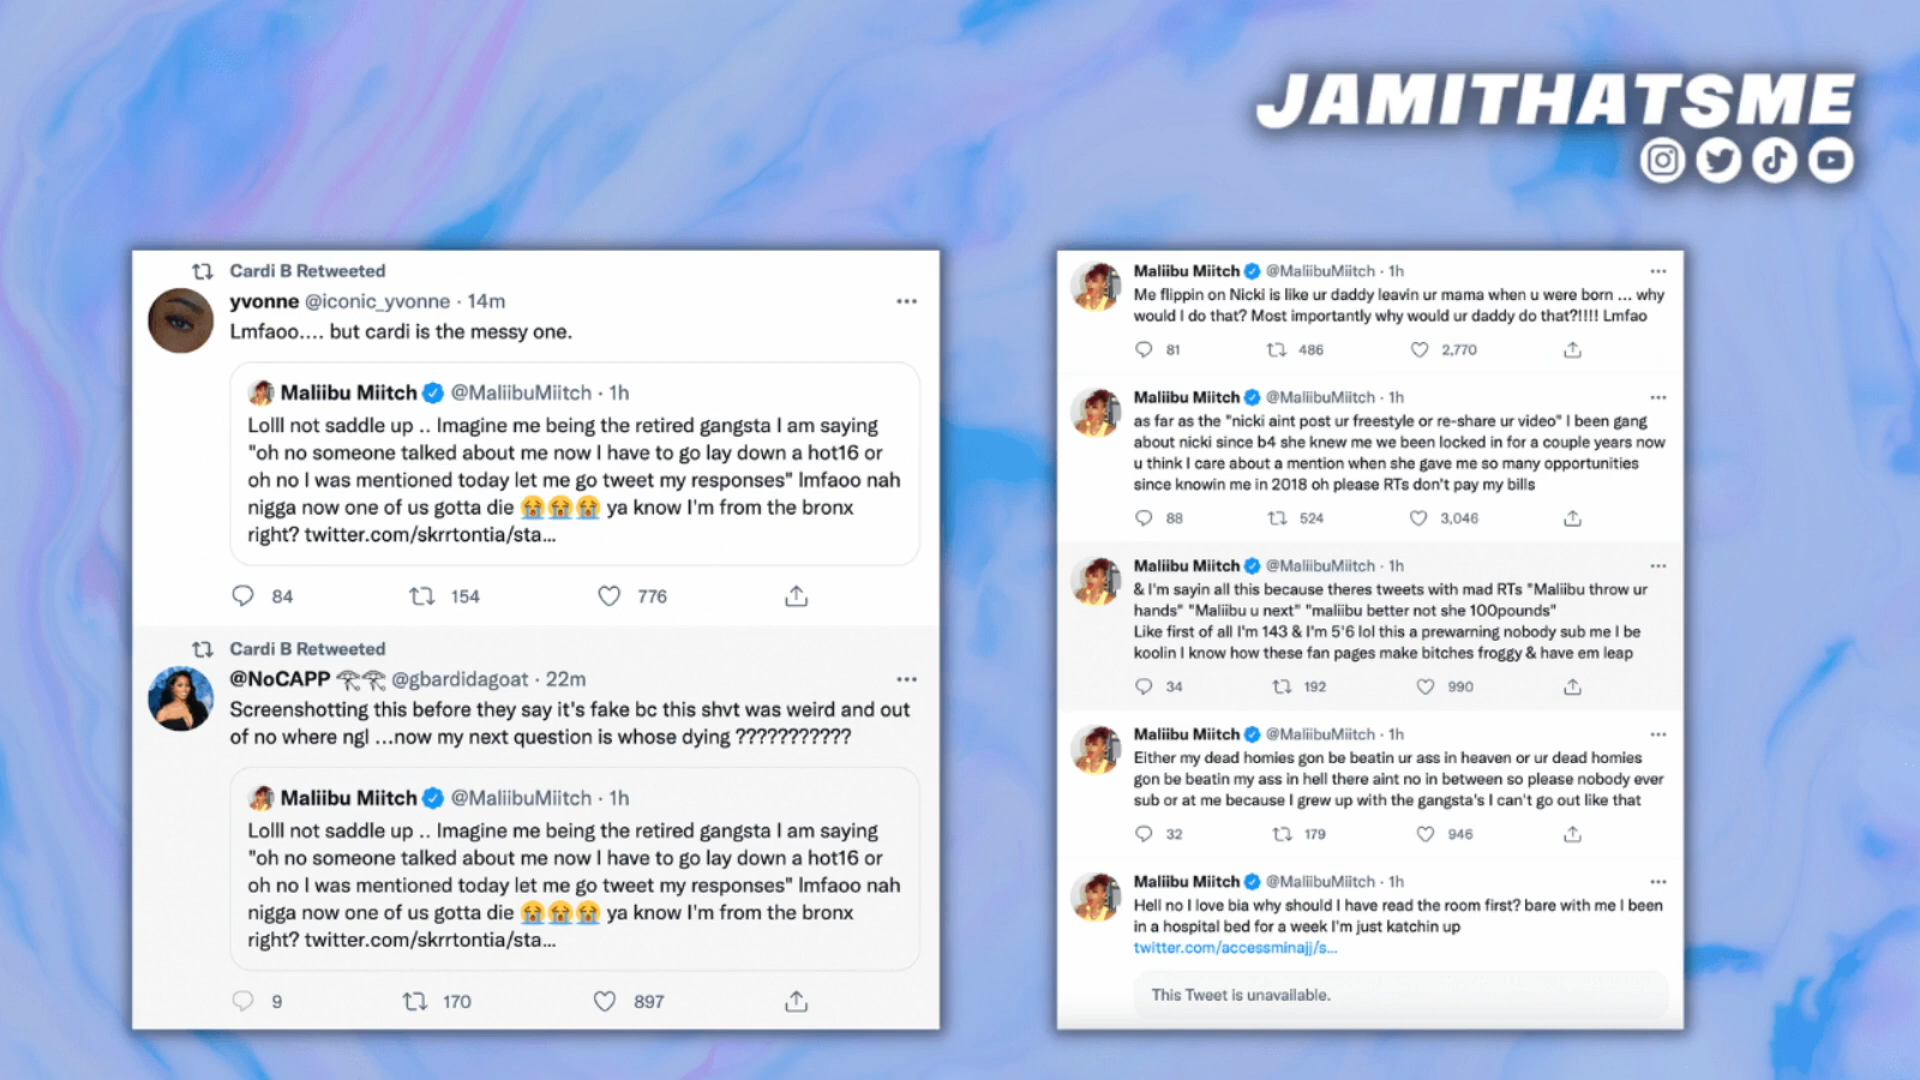 JAMITHATSME
Cardi B Retweeted
yvonne @iconic_yvonne · 14m
Lmfaoo.... but cardi is the messy one.
Maliibu Miitch @MaliibuMiitch · 1h
Lolll not saddle up .. Imagine me being the retired gangsta I am saying
"oh no someone talked about me now I have to go lay down a hot16 or
oh no I was mentioned today let me go tweet my responses" lmfaoo nah
nigga now one of us gotta die 😭😭😭 ya know I'm from the bronx
right? twitter.com/skrrtontia/sta...
84 154 776
Cardi B Retweeted
@NoCAPP @gbardidagoat · 22m
Screenshotting this before they say it's fake bc this shvt was weird and out
of no where ngl ...now my next question is whose dying ???????????
Maliibu Miitch @MaliibuMiitch · 1h
Lolll not saddle up .. Imagine me being the retired gangsta I am saying
"oh no someone talked about me now I have to go lay down a hot16 or
oh no I was mentioned today let me go tweet my responses" lmfaoo nah
nigga now one of us gotta die 😭😭😭 ya know I'm from the bronx
right? twitter.com/skrrtontia/sta...
9 170 897
Maliibu Miitch @MaliibuMiitch · 1h
Me flippin on Nicki is like ur daddy leavin ur mama when u were born ... why
would I do that? Most importantly why would ur daddy do that?!!!! Lmfao
81 486 2,770
Maliibu Miitch @MaliibuMiitch · 1h
as far as the "nicki aint post ur freestyle or re-share ur video" I been gang
about nicki since b4 she knew me we been locked in for a couple years now
u think I care about a mention when she gave me so many opportunities
since knowin me in 2018 oh please RTs don't pay my bills
88 524 3,046
Maliibu Miitch @MaliibuMiitch · 1h
& I'm sayin all this because theres tweets with mad RTs "Maliibu throw ur
hands" "Maliibu u next" "maliibu better not she 100pounds"
Like first of all I'm 143 & I'm 5'6 lol this a prewarning nobody sub me I be
koolin I know how these fan pages make bitches froggy & have em leap
34 192 990
Maliibu Miitch @MaliibuMiitch · 1h
Either my dead homies gon be beatin ur ass in heaven or ur dead homies
gon be beatin my ass in hell there aint no in between so please nobody ever
sub or at me because I grew up with the gangsta's I can't go out like that
32 179 946
Maliibu Miitch @MaliibuMiitch · 1h
Hell no I love bia why should I have read the room first? bare with me I been
in a hospital bed for a week I'm just katchin up
twitter.com/accessminajj/s...
This Tweet is unavailable.